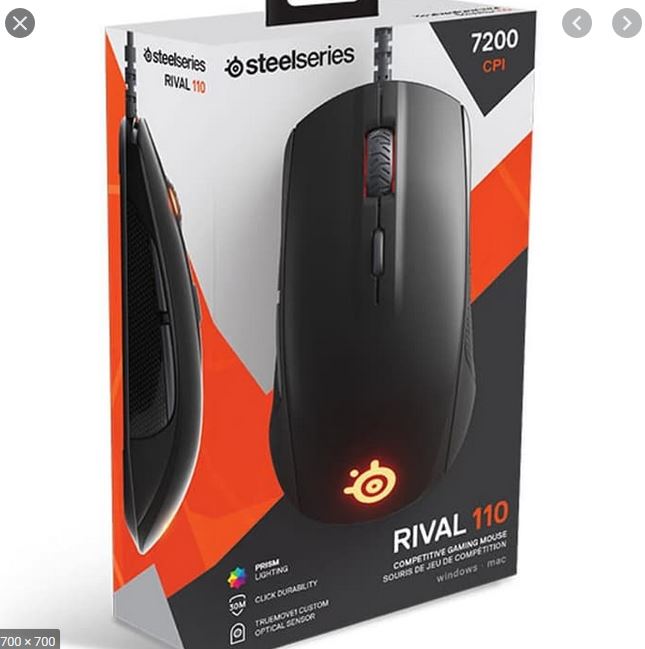 steelseries
RIVAL 110
steelseries
7200
CPI
RIVAL 110
COMPETITIVE GAMING MOUSE
SOURIS DE JEU DE COMPÉTITION
windows · mac
PRISM
LIGHTING
30M
CLICK DURABILITY
TRUEMOVE1 CUSTOM
OPTICAL SENSOR
700 × 700